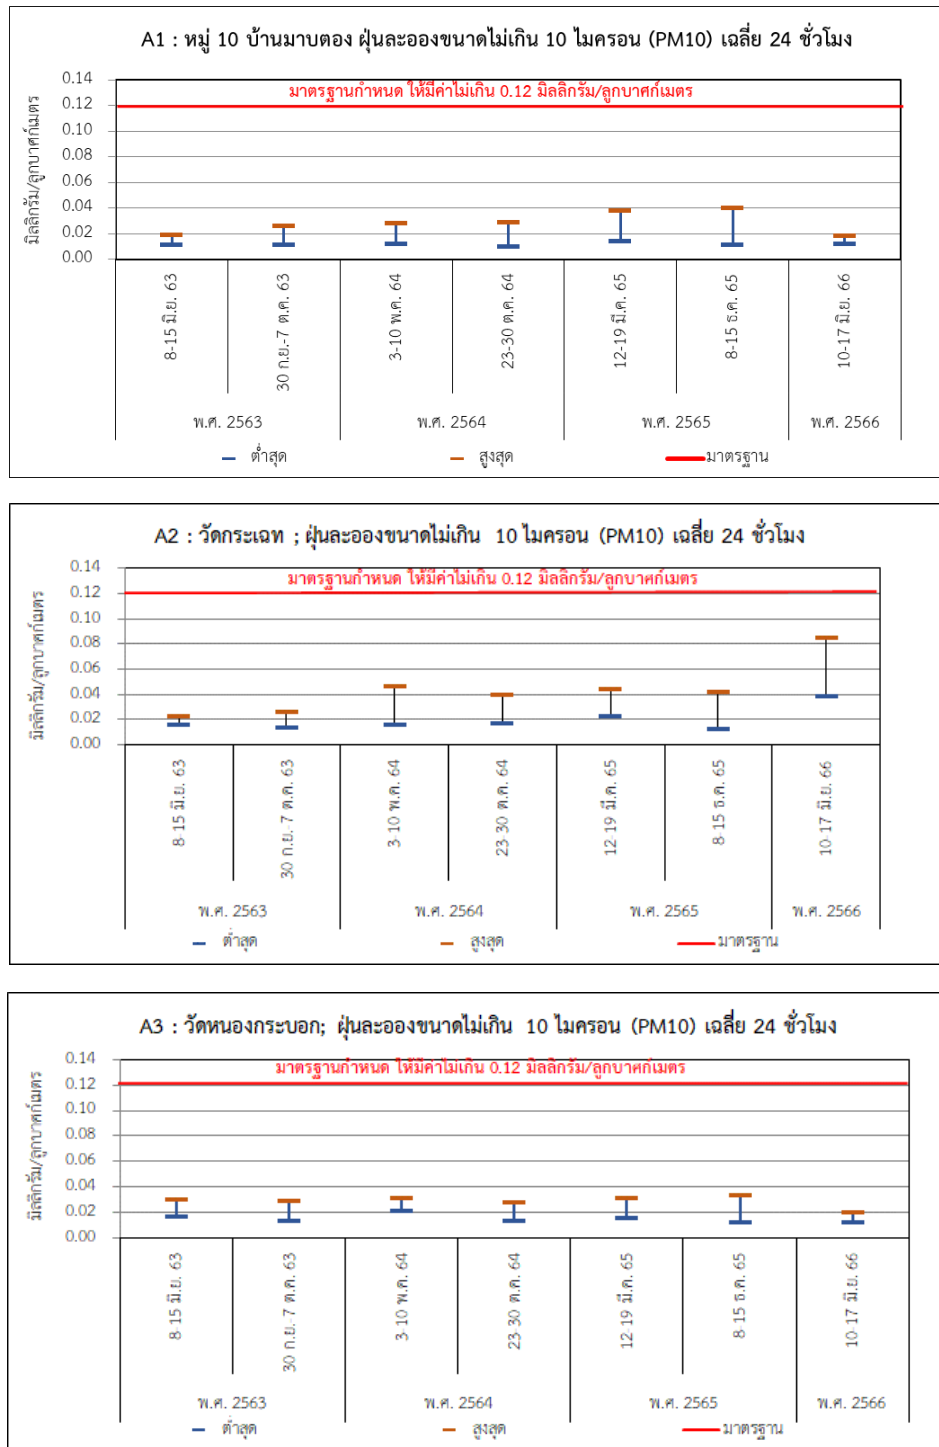 A1 : หมู่ 10 บ้านมาบตอง ฝุ่นละอองขนาดไม่เกิน 10 ไมครอน (PM10) เฉลี่ย 24 ชั่วโมง
มิลลิกรัม/ลูกบาศก์เมตร
0.14
0.12
0.10
0.08
0.06
0.04
0.02
0.00
มาตรฐานกำหนด ให้มีค่าไม่เกิน 0.12 มิลลิกรัม/ลูกบาศก์เมตร
8-15 มิ.ย. 63
30 ก.ย.-7 ต.ค. 63
3-10 พ.ค. 64
23-30 ต.ค. 64
12-19 มี.ค. 65
8-15 ธ.ค. 65
10-17 มิ.ย. 66
พ.ศ. 2563 พ.ศ. 2564 พ.ศ. 2565 พ.ศ. 2566
ต่ำสุด สูงสุด มาตรฐาน
A2 : วัดกระเฉท ; ฝุ่นละอองขนาดไม่เกิน 10 ไมครอน (PM10) เฉลี่ย 24 ชั่วโมง
มิลลิกรัม/ลูกบาศก์เมตร
0.14
0.12
0.10
0.08
0.06
0.04
0.02
0.00
มาตรฐานกำหนด ให้มีค่าไม่เกิน 0.12 มิลลิกรัม/ลูกบาศก์เมตร
8-15 มิ.ย. 63
30 ก.ย.-7 ต.ค. 63
3-10 พ.ค. 64
23-30 ต.ค. 64
12-19 มี.ค. 65
8-15 ธ.ค. 65
10-17 มิ.ย. 66
พ.ศ. 2563 พ.ศ. 2564 พ.ศ. 2565 พ.ศ. 2566
ต่ำสุด สูงสุด มาตรฐาน
A3 : วัดหนองกระบอก; ฝุ่นละอองขนาดไม่เกิน 10 ไมครอน (PM10) เฉลี่ย 24 ชั่วโมง
มิลลิกรัม/ลูกบาศก์เมตร
0.14
0.12
0.10
0.08
0.06
0.04
0.02
0.00
มาตรฐานกำหนด ให้มีค่าไม่เกิน 0.12 มิลลิกรัม/ลูกบาศก์เมตร
8-15 มิ.ย. 63
30 ก.ย.-7 ต.ค. 63
3-10 พ.ค. 64
23-30 ต.ค. 64
12-19 มี.ค. 65
8-15 ธ.ค. 65
10-17 มิ.ย. 66
พ.ศ. 2563 พ.ศ. 2564 พ.ศ. 2565 พ.ศ. 2566
ต่ำสุด สูงสุด มาตรฐาน